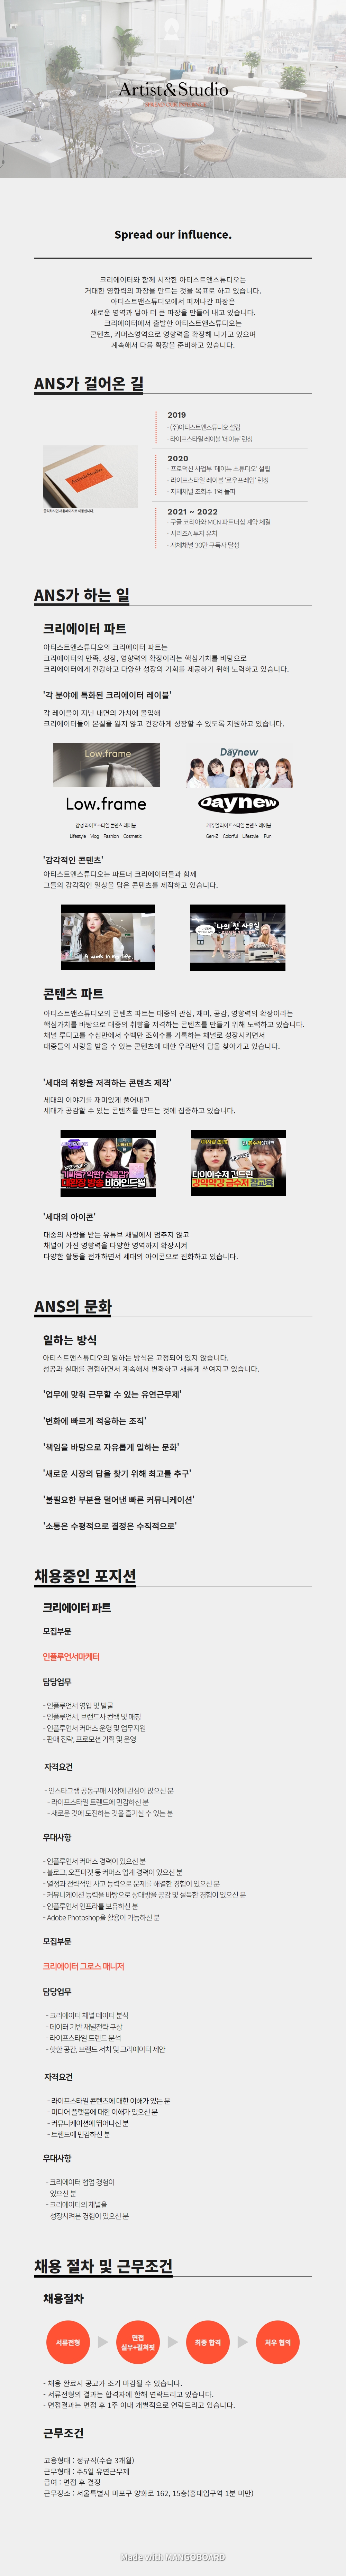 Artist&Studio
Spread our influence.
크리에이터와 함께 시작한 아티스트앤스튜디오는
거대한 영향력의 파장을 만드는 것을 목표로 하고 있습니다.
아티스트앤스튜디오에서 퍼져나간 파장은
새로운 영역과 닿아 더 큰 파장을 만들어 내고 있습니다.
크리에이터에서 출발한 아티스트앤스튜디오는
콘텐츠, 커머스영역으로 영향력을 확장해 나가고 있으며
계속해서 다음 확장을 준비하고 있습니다.
ANS가 걸어온 길
2019
· (주)아티스트앤스튜디오 설립
· 라이프스타일 레이블 '데이뉴' 런칭
2020
· 프로덕션 사업부 '데이뉴 스튜디오' 설립
· 라이프스타일 레이블 '로우프레임' 런칭
· 자체채널 조회수 1억 돌파
Artist&Studio
클릭하시면 채용페이지로 이동합니다.
2021 ~ 2022
· 구글 코리아와 MCN 파트너십 계약 체결
· 시리즈A 투자 유치
· 자체채널 30만 구독자 달성
ANS가 하는 일
크리에이터 파트
아티스트앤스튜디오의 크리에이터 파트는
크리에이터의 만족, 성장, 영향력의 확장이라는 핵심가치를 바탕으로
크리에이터에게 건강하고 다양한 성장의 기회를 제공하기 위해 노력하고 있습니다.
'각 분야에 특화된 크리에이터 레이블'
각 레이블이 지닌 내면의 가치에 몰입해
크리에이터들이 본질을 잃지 않고 건강하게 성장할 수 있도록 지원하고 있습니다.
Low.frame
Daynew
Low.frame
Daynew
감성 라이프스타일 콘텐츠 레이블
캐쥬얼 라이프스타일 콘텐츠 레이블
Lifestyle Vlog Fashion Cosmetic
Gen-Z Colorful Lifestyle Fun
'감각적인 콘텐츠'
아티스트앤스튜디오는 파트너 크리에이터들과 함께
그들의 감각적인 일상을 담은 콘텐츠를 제작하고 있습니다.
A week in my life
나의 첫 사무실
콘텐츠 파트
아티스트앤스튜디오의 콘텐츠 파트는 대중의 관심, 재미, 공감, 영향력의 확장이라는
핵심가치를 바탕으로 대중의 취향을 저격하는 콘텐츠를 만들기 위해 노력하고 있습니다.
채널 루디고를 수십만에서 수백만 조회수를 기록하는 채널로 성장시키면서
대중들의 사랑을 받을 수 있는 콘텐츠에 대한 우리만의 답을 찾아가고 있습니다.
'세대의 취향을 저격하는 콘텐츠 제작'
세대의 이야기를 재미있게 풀어내고
세대가 공감할 수 있는 콘텐츠를 만드는 것에 집중하고 있습니다.
기싸움? 악편? 실물갑?
대환장 방송 비하인드썰
다이아수저 건드린
강약약강 금수저 참교육
'세대의 아이콘'
대중의 사랑을 받는 유튜브 채널에서 멈추지 않고
채널이 가진 영향력을 다양한 영역까지 확장시켜
다양한 활동을 전개하면서 세대의 아이콘으로 진화하고 있습니다.
ANS의 문화
일하는 방식
아티스트앤스튜디오의 일하는 방식은 고정되어 있지 않습니다.
성공과 실패를 경험하면서 계속해서 변화하고 새롭게 쓰여지고 있습니다.
'업무에 맞춰 근무할 수 있는 유연근무제'
'변화에 빠르게 적응하는 조직'
'책임을 바탕으로 자유롭게 일하는 문화'
'새로운 시장의 답을 찾기 위해 최고를 추구'
'불필요한 부분을 덜어낸 빠른 커뮤니케이션'
'소통은 수평적으로 결정은 수직적으로'
채용중인 포지션
크리에이터 파트
모집부문
인플루언서마케터
담당업무
- 인플루언서 영입 및 발굴
- 인플루언서, 브랜드사 컨택 및 매칭
- 인플루언서 커머스 운영 및 업무지원
- 판매 전략, 프로모션 기획 및 운영
자격요건
- 인스타그램 공동구매 시장에 관심이 많으신 분
- 라이프스타일 트렌드에 민감하신 분
- 새로운 것에 도전하는 것을 즐기실 수 있는 분
우대사항
- 인플루언서 커머스 경력이 있으신 분
- 블로그, 오픈마켓 등 커머스 업계 경력이 있으신 분
- 열정과 전략적인 사고 능력으로 문제를 해결한 경험이 있으신 분
- 커뮤니케이션 능력을 바탕으로 상대방을 공감 및 설득한 경험이 있으신 분
- 인플루언서 인프라를 보유하신 분
- Adobe Photoshop을 활용이 가능하신 분
모집부문
크리에이터 그로스 매니저
담당업무
- 크리에이터 채널 데이터 분석
- 데이터 기반 채널전략 구상
- 라이프스타일 트렌드 분석
- 핫한 공간, 브랜드 서치 및 크리에이터 제안
자격요건
- 라이프스타일 콘텐츠에 대한 이해가 있는 분
- 미디어 플랫폼에 대한 이해가 있으신 분
- 커뮤니케이션에 뛰어나신 분
- 트렌드에 민감하신 분
우대사항
- 크리에이터 협업 경험이
있으신 분
- 크리에이터의 채널을
성장시켜본 경험이 있으신 분
채용 절차 및 근무조건
채용절차
서류전형
면접
실무+컬쳐핏
최종 합격
처우 협의
- 채용 완료시 공고가 조기 마감될 수 있습니다.
- 서류전형의 결과는 합격자에 한해 연락드리고 있습니다.
- 면접결과는 면접 후 1주 이내 개별적으로 연락드리고 있습니다.
근무조건
고용형태 : 정규직(수습 3개월)
근무형태 : 주5일 유연근무제
급여 : 면접 후 결정
근무장소 : 서울특별시 마포구 양화로 162, 15층(홍대입구역 1분 미만)
Made with MANGOBOARD